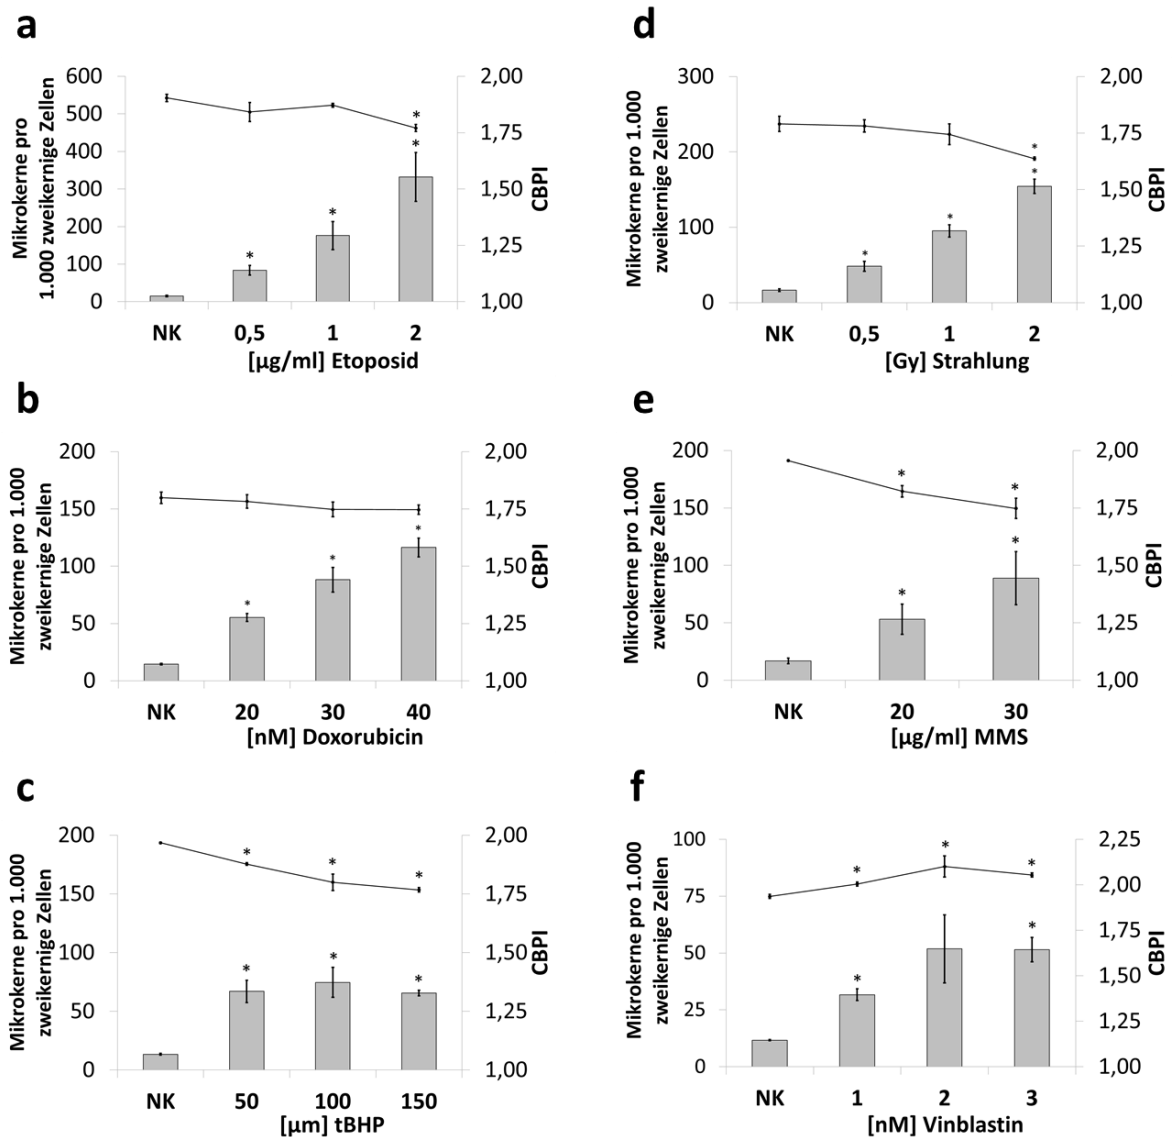 a
600
500
400
300
200
100
0
Mikrokerne pro
1.000 zweikernige Zellen
2,00
1,75
1,50
1,25
1,00
CBPI
*
*
*
*
NK 0,5 1 2
[µg/ml] Etoposid
d
300
200
100
0
Mikrokerne pro 1.000
zweikernige Zellen
2,00
1,75
1,50
1,25
1,00
CBPI
*
*
*
*
NK 0,5 1 2
[Gy] Strahlung
b
200
150
100
50
0
Mikrokerne pro 1.000
zweikernige Zellen
2,00
1,75
1,50
1,25
1,00
CBPI
*
*
*
NK 20 30 40
[nM] Doxorubicin
e
200
150
100
50
0
Mikrokerne pro 1.000
zweikernige Zellen
2,00
1,75
1,50
1,25
1,00
CBPI
*
*
*
*
NK 20 30
[µg/ml] MMS
c
200
150
100
50
0
Mikrokerne pro 1.000
zweikernige Zellen
2,00
1,75
1,50
1,25
1,00
CBPI
*
*
*
*
*
*
NK 50 100 150
[µm] tBHP
f
100
75
50
25
0
Mikrokerne pro 1.000
zweikernige Zellen
2,25
2,00
1,75
1,50
1,25
1,00
CBPI
*
*
*
*
*
NK 1 2 3
[nM] Vinblastin